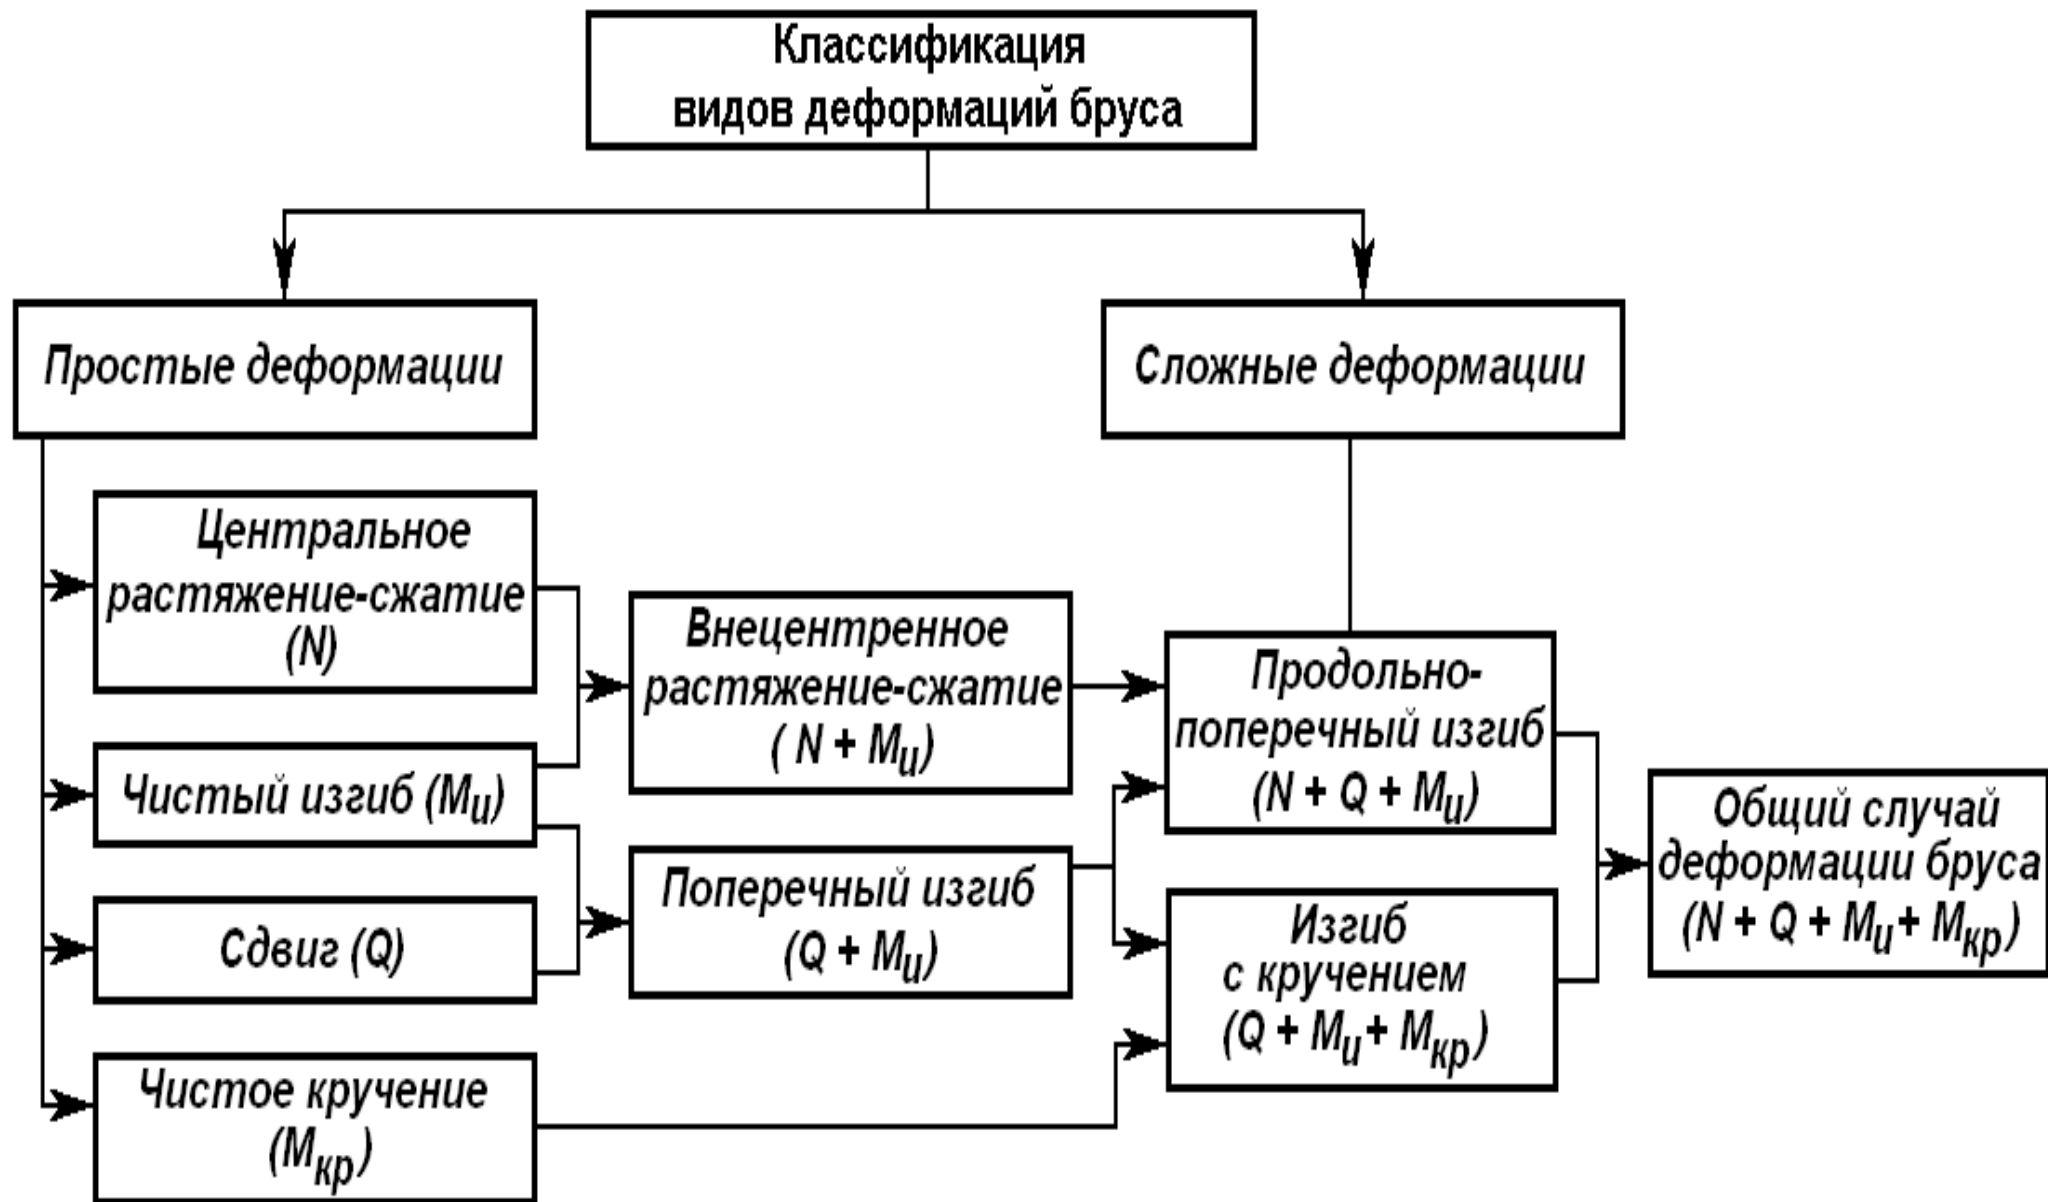 Классификация
видов деформаций бруса
Простые деформации
Сложные деформации
Центральное
растяжение-сжатие
(N)
Чистый изгиб (Mи)
Сдвиг (Q)
Чистое кручение
(Mкр)
Внецентренное
растяжение-сжатие
( N + Mи)
Поперечный изгиб
(Q + Mи)
Продольно-
поперечный изгиб
(N + Q + Mи)
Изгиб
с кручением
(Q + Mи + Mкр)
Общий случай
деформации бруса
(N + Q + Mи + Mкр)